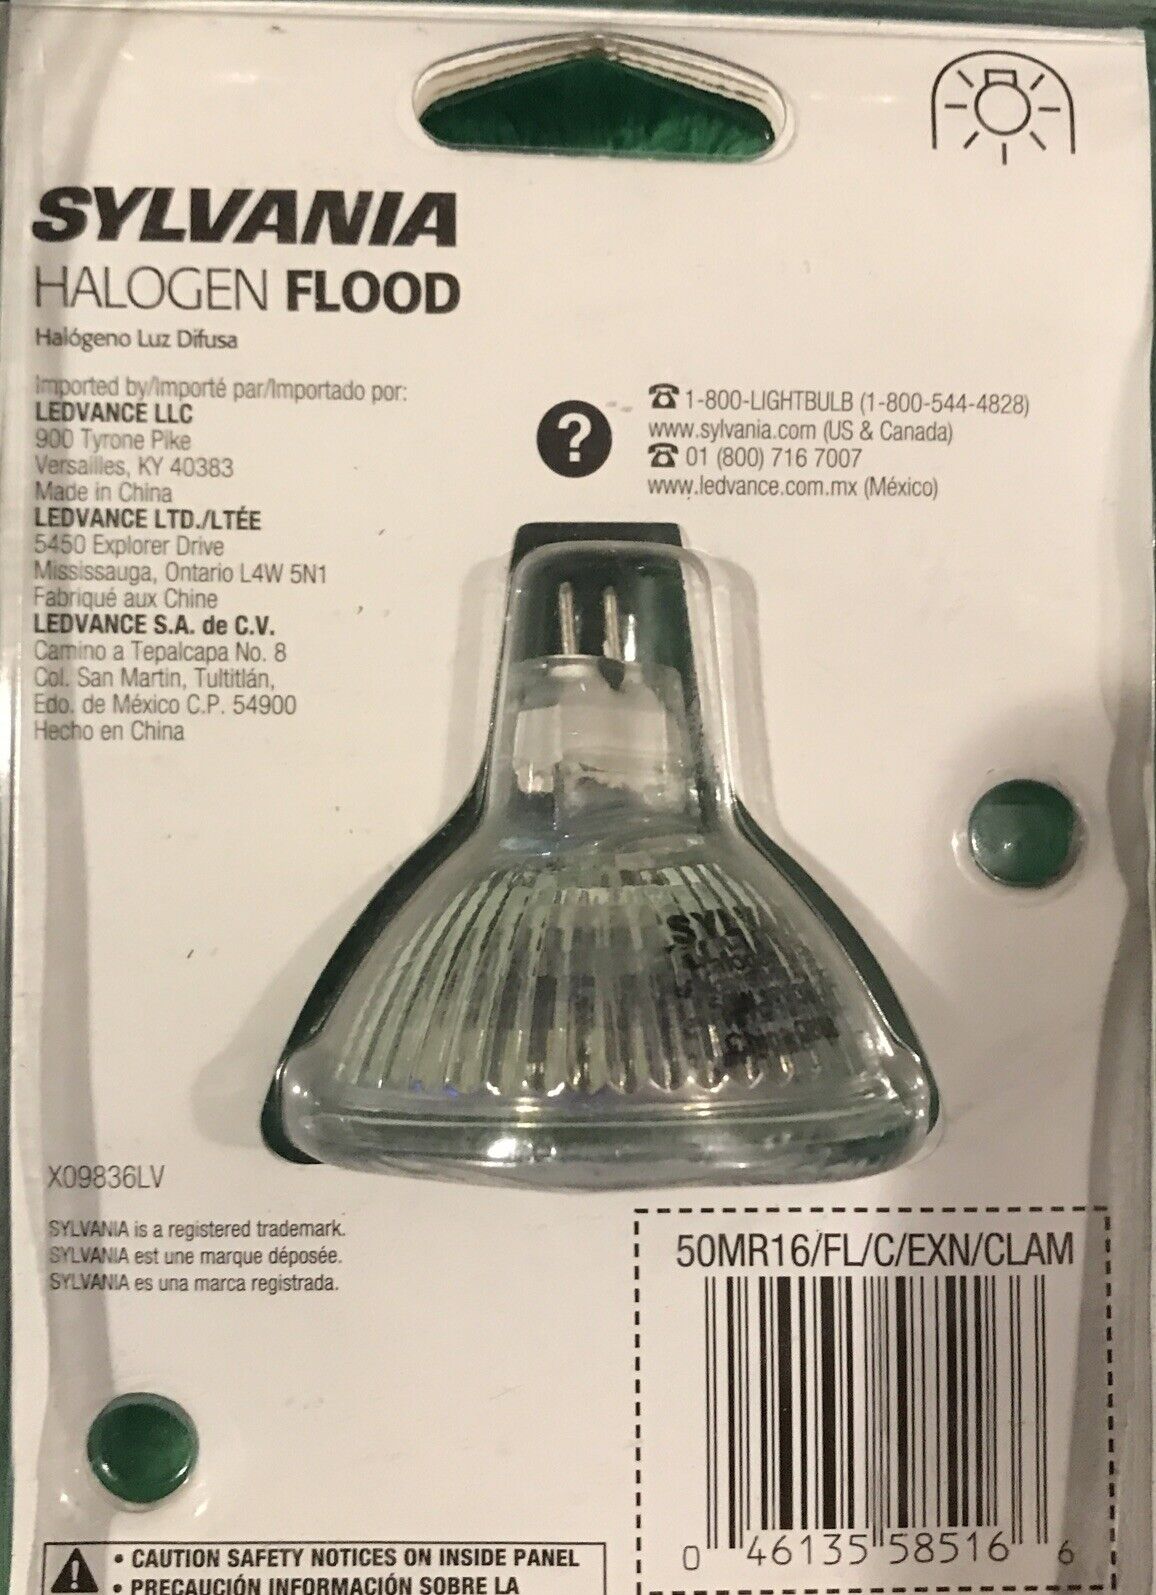 SYLVANIA
HALOGEN FLOOD
Halógeno Luz Difusa
Imported by/Importé par/Importado por:
LEDVANCE LLC
900 Tyrone Pike
Versailles, KY 40383
Made in China
LEDVANCE LTD./LTÉE
5450 Explorer Drive
Mississauga, Ontario L4W 5N1
Fabriqué aux Chine
LEDVANCE S.A. de C.V.
Camino a Tepalcapa No. 8
Col. San Martin, Tultitlán,
Edo. de México C.P. 54900
Hecho en China
?
☎ 1-800-LIGHTBULB (1-800-544-4828)
www.sylvania.com (US & Canada)
☎ 01 (800) 716 7007
www.ledvance.com.mx (México)
SYLV
X09836LV
SYLVANIA is a registered trademark.
SYLVANIA est une marque déposée.
SYLVANIA es una marca registrada.
50MR16/FL/C/EXN/CLAM
0 46135 58516 6
• CAUTION SAFETY NOTICES ON INSIDE PANEL
• PRECAUCIÓN INFORMACIÓN SOBRE LA